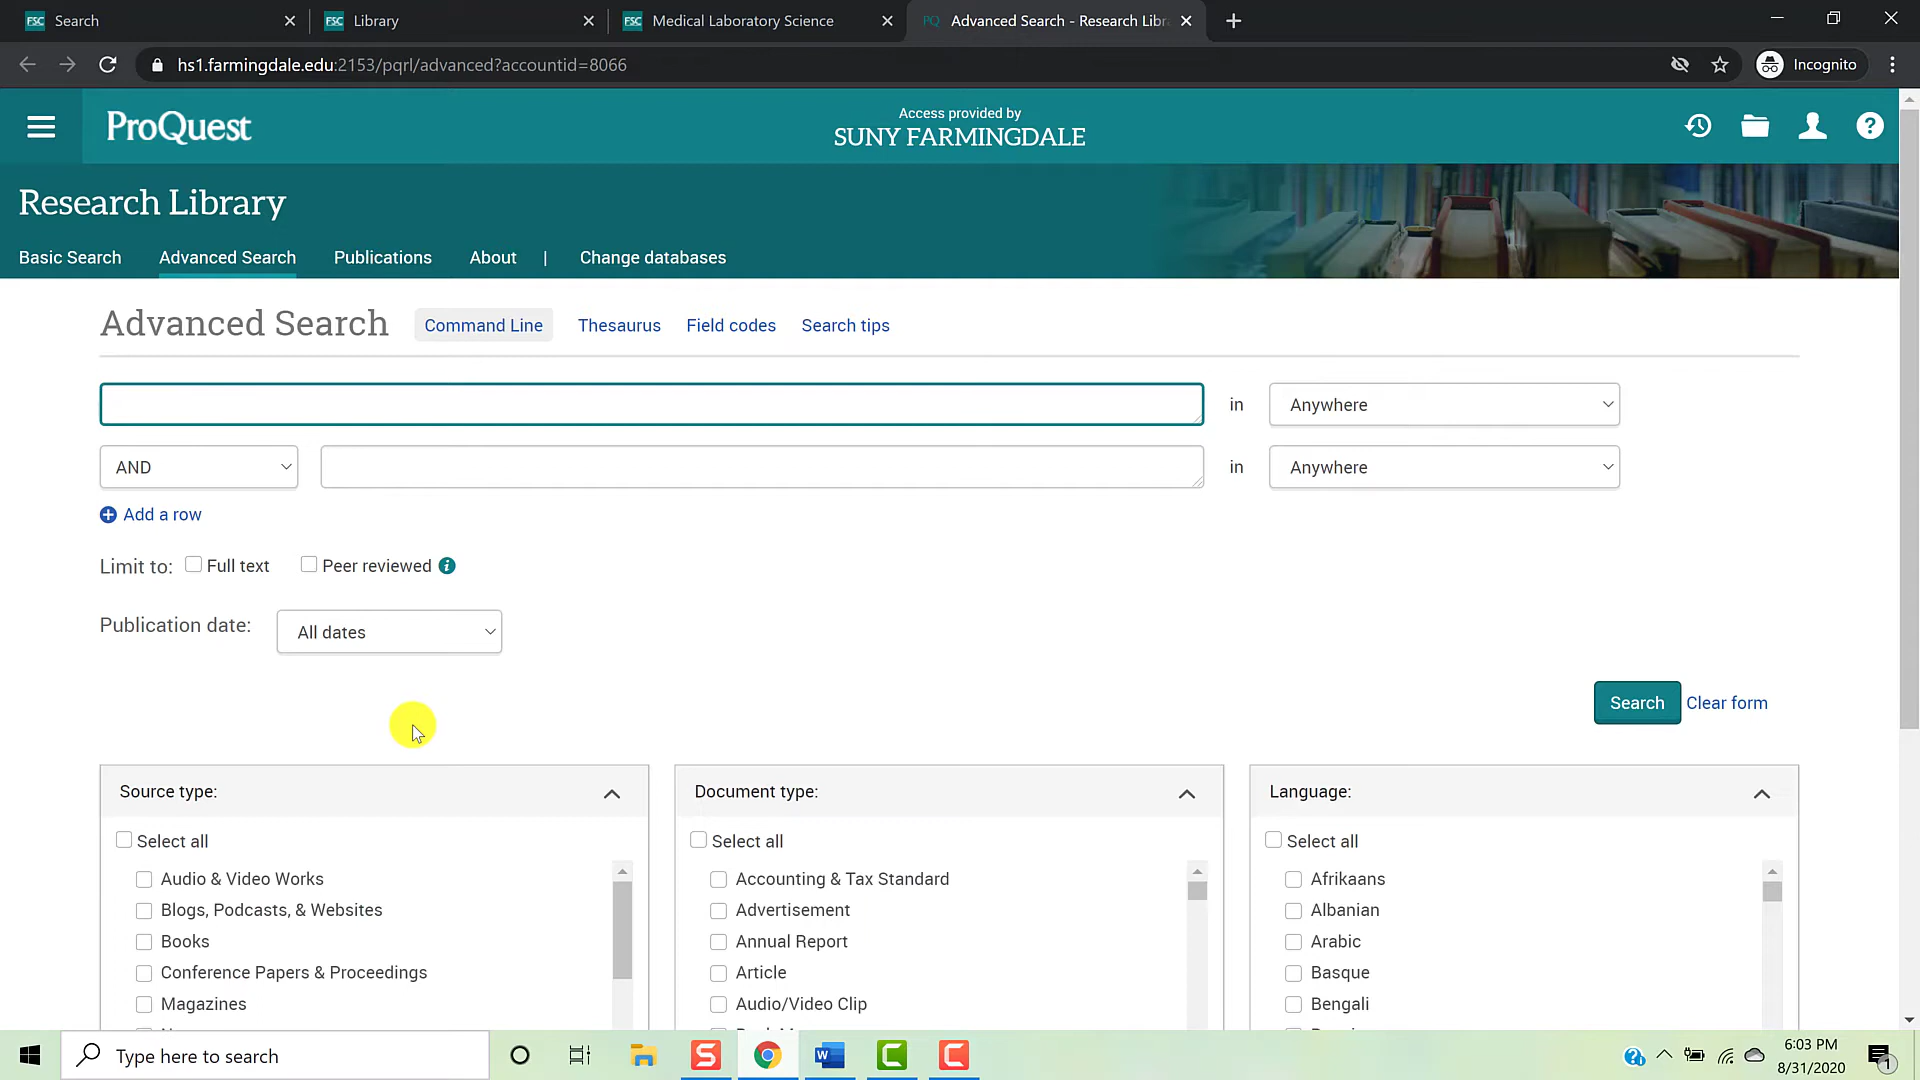 FSC Search
FSC Library
FSC Medical Laboratory Science
PQ Advanced Search - Research Libr
hs1.farmingdale.edu:2153/pqrl/advanced?accountid=8066
Incognito
ProQuest
Access provided by
SUNY FARMINGDALE
Research Library
Basic Search Advanced Search Publications About | Change databases
Advanced Search Command Line Thesaurus Field codes Search tips
in Anywhere
AND in Anywhere
Add a row
Limit to: Full text Peer reviewed
Publication date: All dates
Search Clear form
Source type:
Select all
Audio & Video Works
Blogs, Podcasts, & Websites
Books
Conference Papers & Proceedings
Magazines
Document type:
Select all
Accounting & Tax Standard
Advertisement
Annual Report
Article
Audio/Video Clip
Language:
Select all
Afrikaans
Albanian
Arabic
Basque
Bengali
Type here to search
6:03 PM
8/31/2020
1